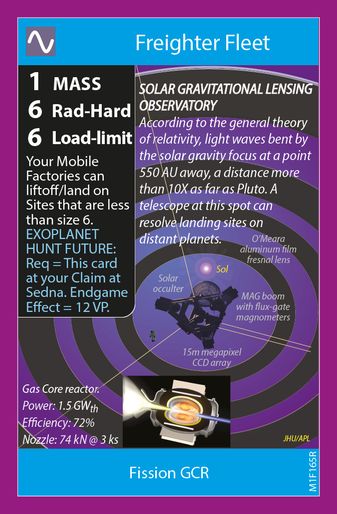 Freighter Fleet
1 MASS
6 Rad-Hard
6 Load-limit
Your Mobile
Factories can
liftoff/land on
Sites that are less
than size 6.
EXOPLANET
HUNT FUTURE:
Req = This card
at your Claim at
Sedna. Endgame
Effect = 12 VP.
SOLAR GRAVITATIONAL LENSING
OBSERVATORY
According to the general theory
of relativity, light waves bent by
the solar gravity focus at a point
550 AU away, a distance more
than 10X as far as Pluto. A
telescope at this spot can
resolve landing sites on
distant planets.
O'Meara
aluminum film
fresnal lens
Sol
Solar
occulter
MAG boom
with flux-gate
magnometers
15m megapixel
CCD array
Gas Core reactor.
Power: 1.5 GWth
Efficiency: 72%
Nozzle: 74 kN @ 3 ks
JHU/APL
Fission GCR
M1F165R